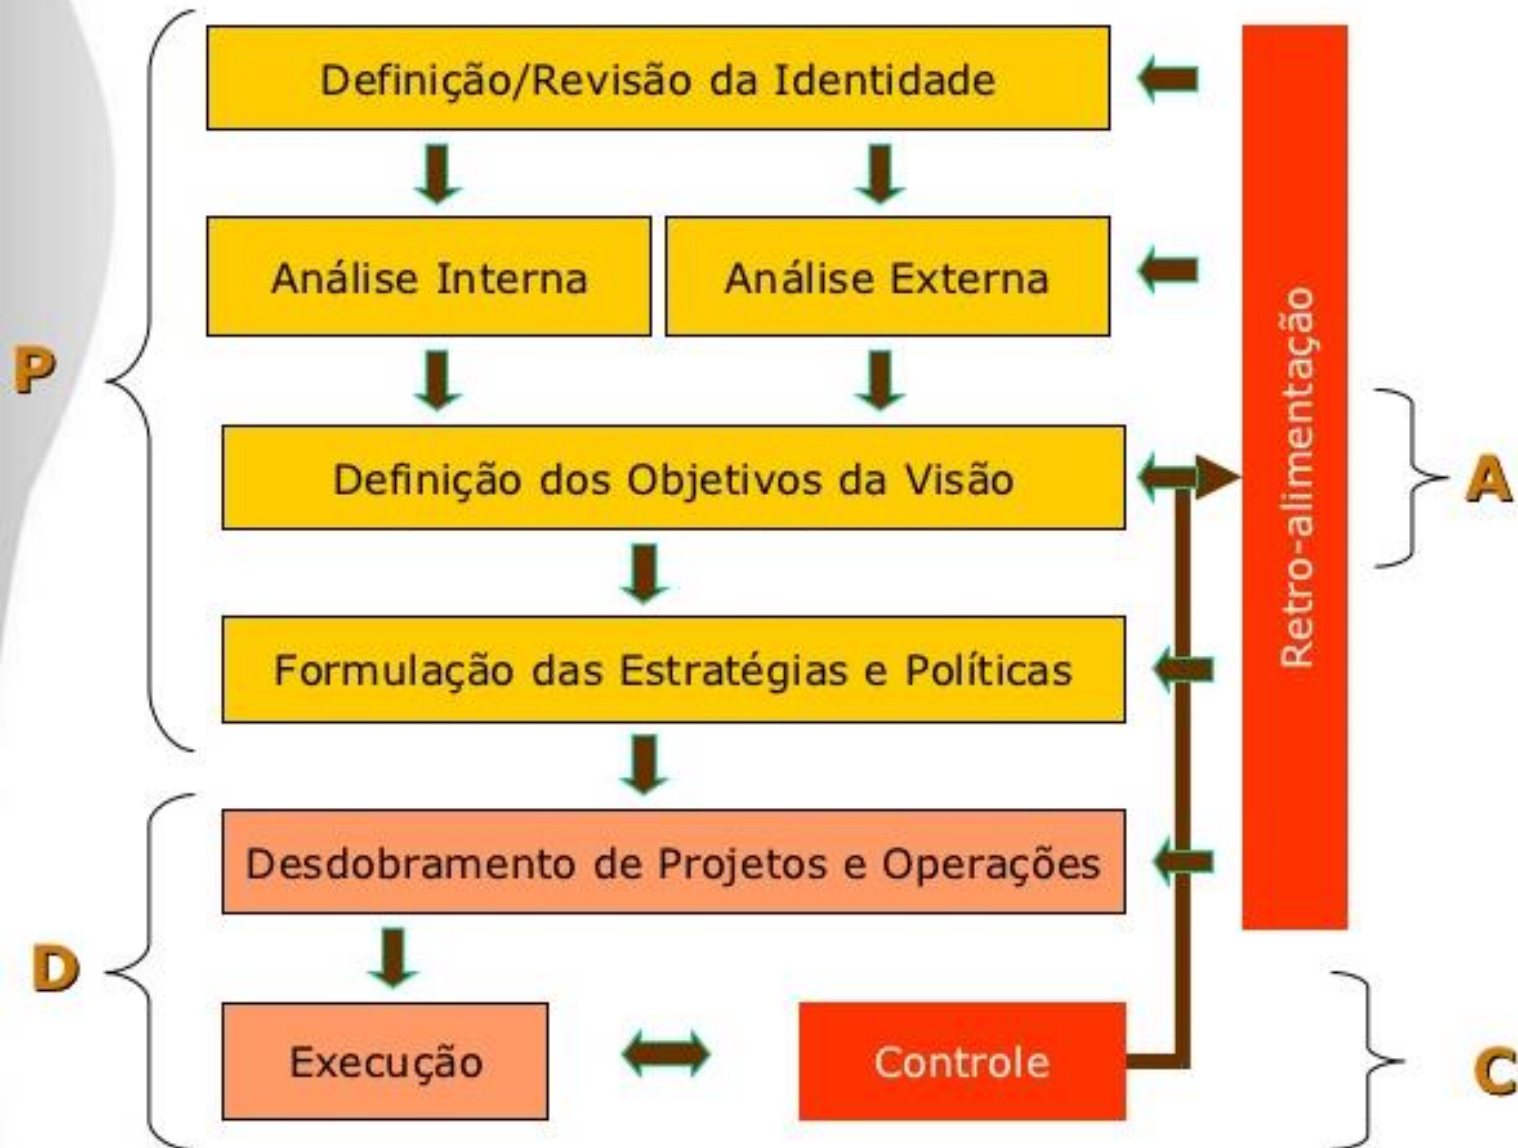 Definição/Revisão da Identidade
Análise Interna
Análise Externa
P
Definição dos Objetivos da Visão
Retro-alimentação
A
Formulação das Estratégias e Políticas
Desdobramento de Projetos e Operações
D
Execução
Controle
C